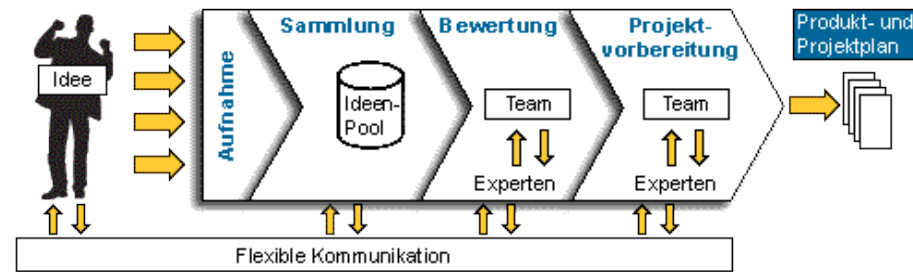 Idee
Aufnahme
Sammlung
Ideen-
Pool
Bewertung
Team
Experten
Projekt-
vorbereitung
Team
Experten
Produkt- und
Projektplan
Flexible Kommunikation